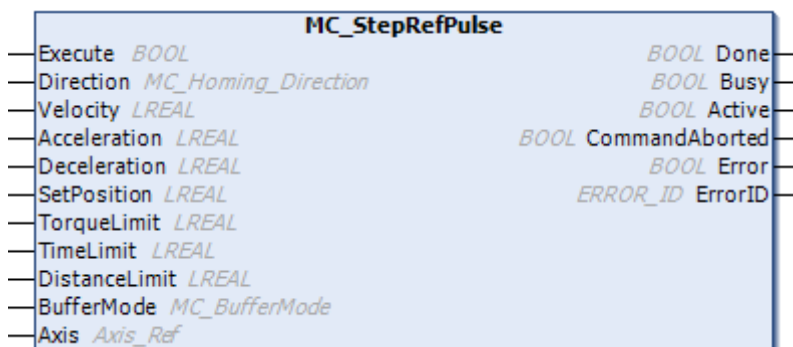 MC_StepRefPulse
Execute BOOL BOOL Done
Direction MC_Homing_Direction BOOL Busy
Velocity LREAL BOOL Active
Acceleration LREAL BOOL CommandAborted
Deceleration LREAL BOOL Error
SetPosition LREAL ERROR_ID ErrorID
TorqueLimit LREAL
TimeLimit LREAL
DistanceLimit LREAL
BufferMode MC_BufferMode
Axis Axis_Ref